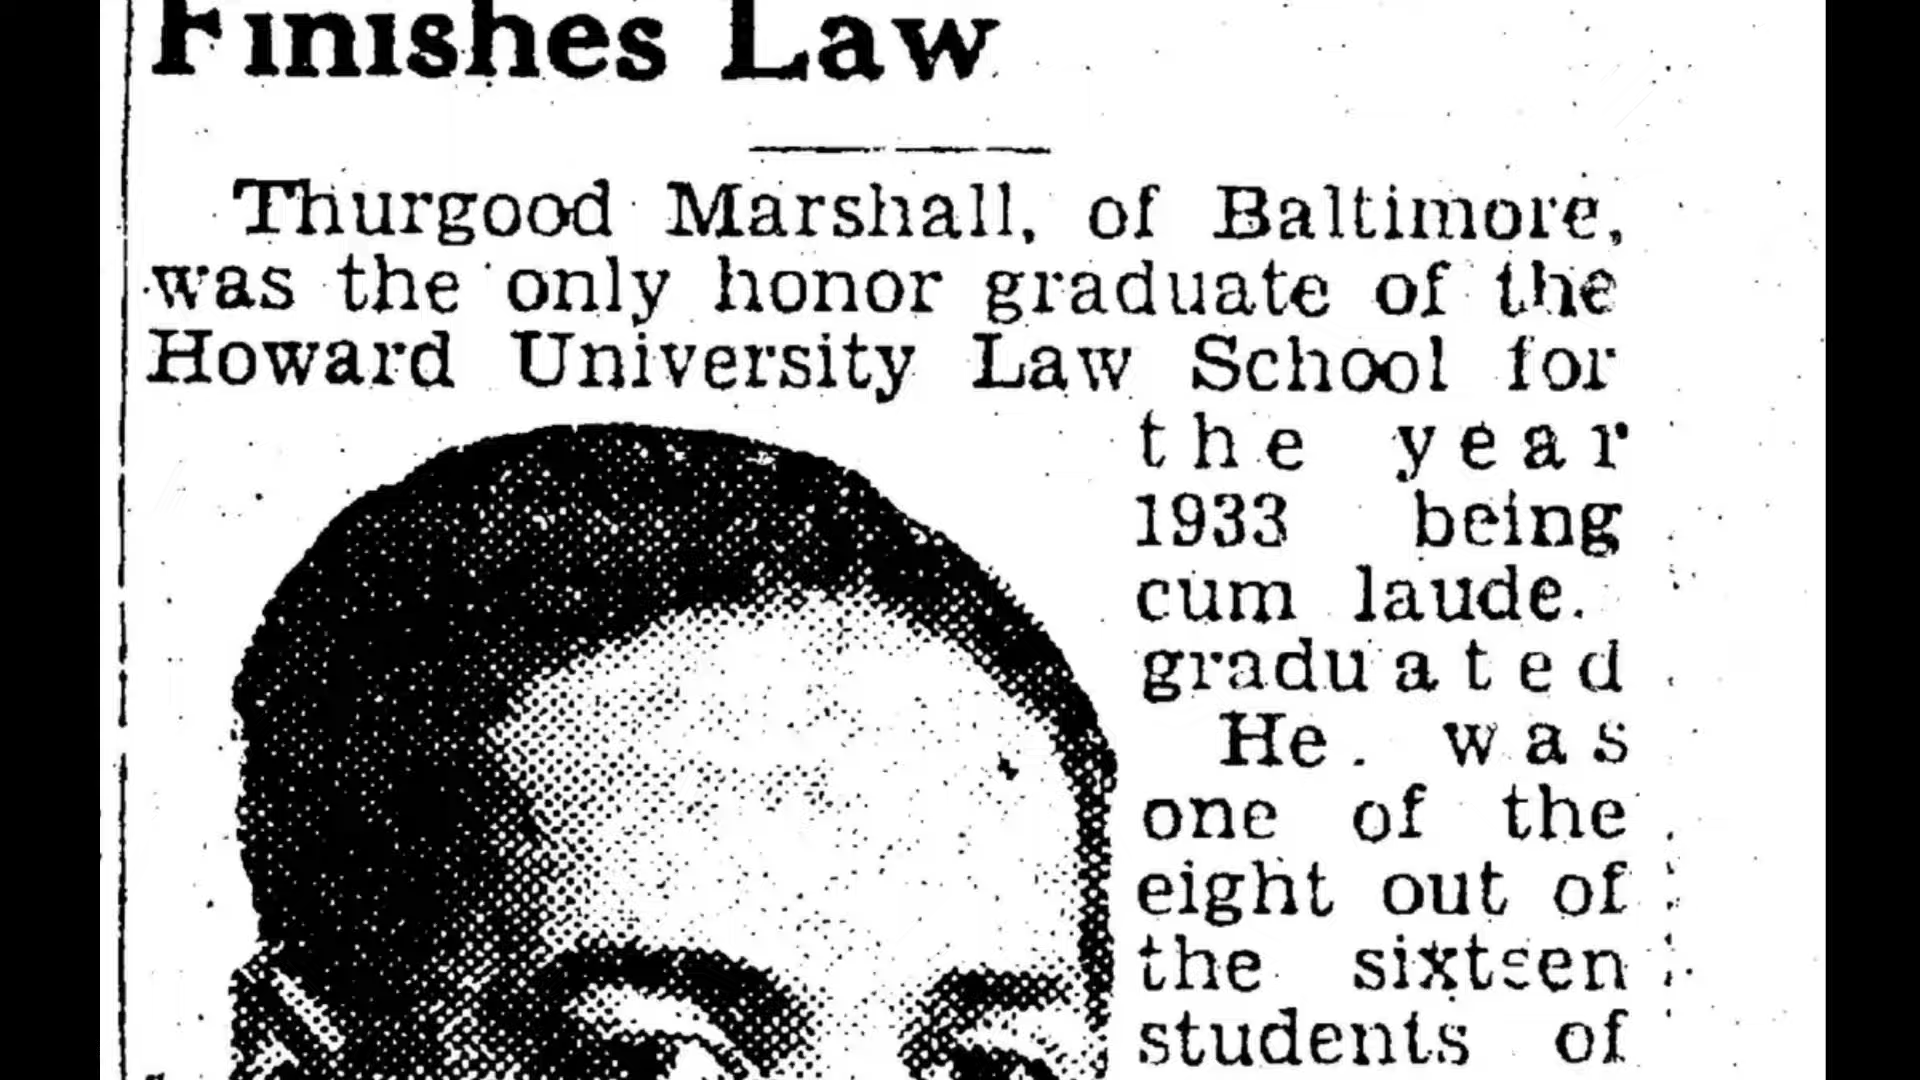 Finishes Law
Thurgood Marshall, of Baltimore,
was the only honor graduate of the
Howard University Law School for
the year
1933 being
cum laude.
graduated
He was
one of the
eight out of
the sixteen
students of